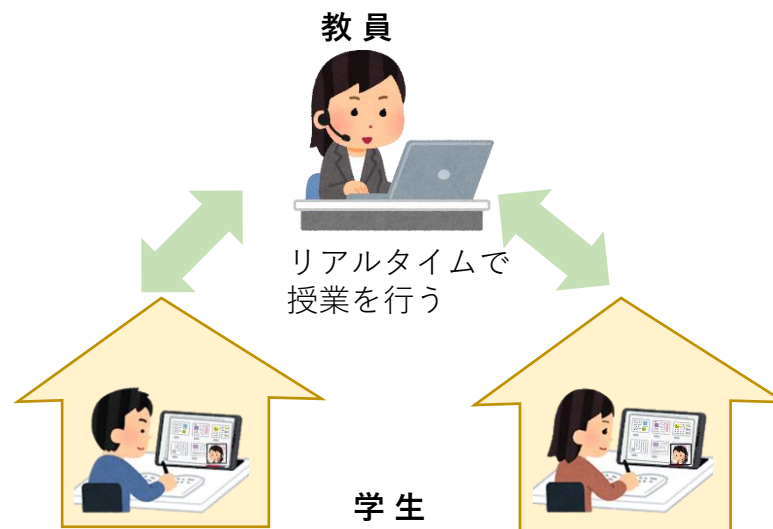 教 員
リアルタイムで
授業を行う
学 生